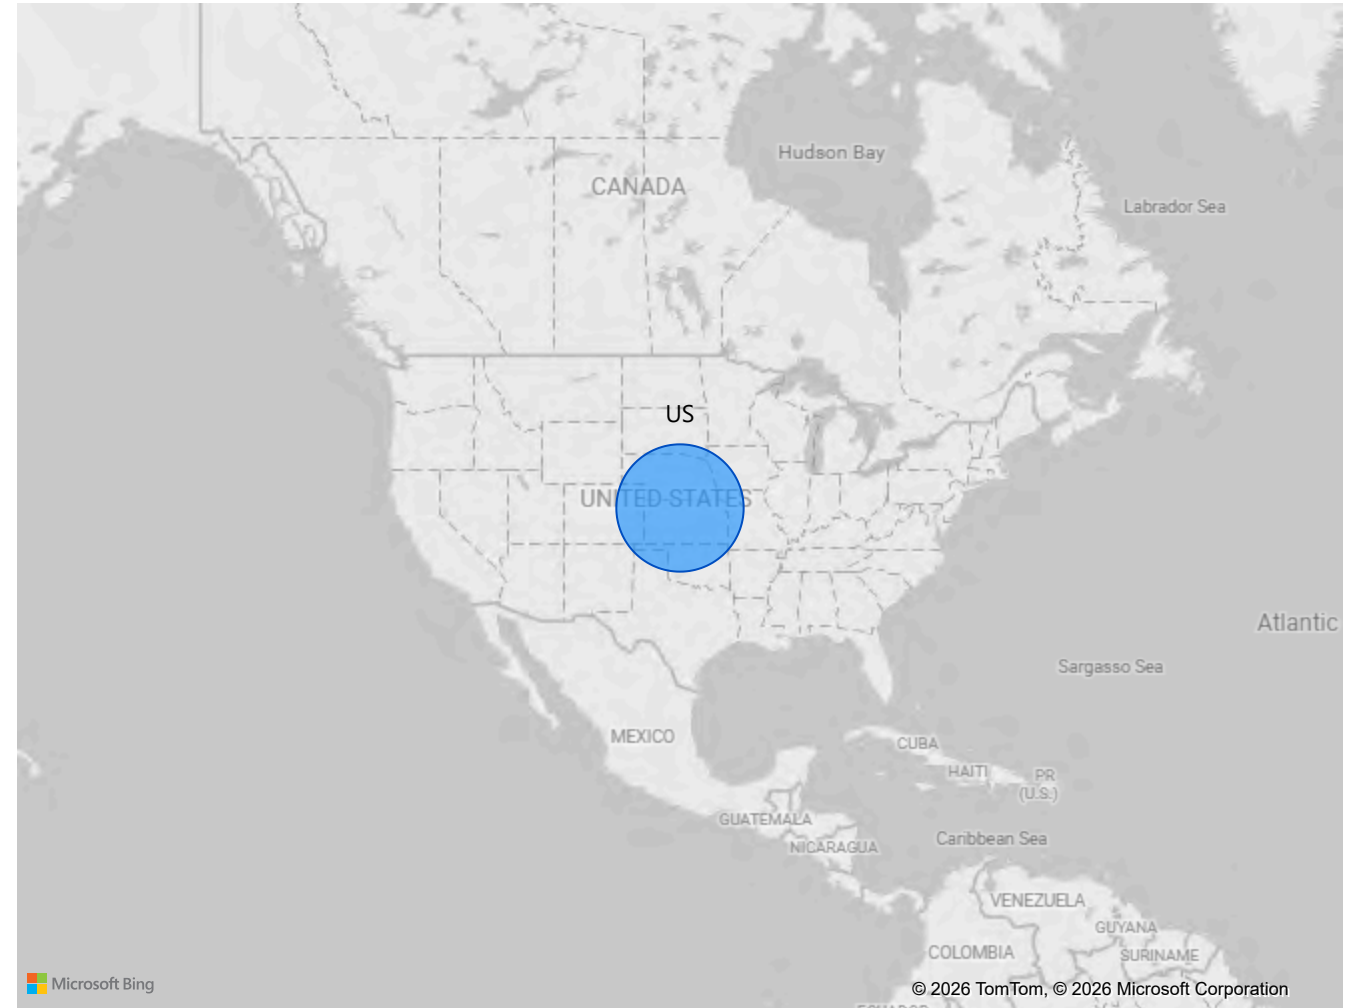 Hudson Bay
CANADA
Labrador Sea
US
UNITED STATES
Atlantic
Sargasso Sea
MEXICO
CUBA
HAITI
PR
(U.S.)
GUATEMALA
Caribbean Sea
NICARAGUA
VENEZUELA
GUYANA
COLOMBIA
SURINAME
Microsoft Bing
© 2026 TomTom, © 2026 Microsoft Corporation